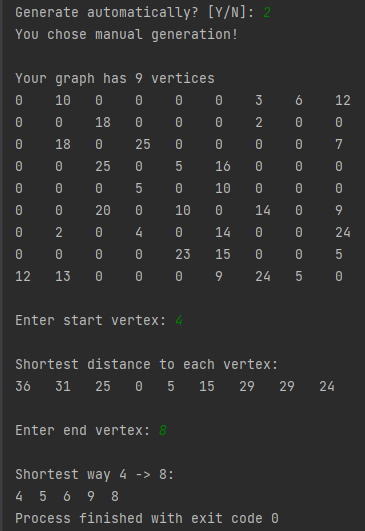 Generate automatically? [Y/N]: 2
You chose manual generation!
Your graph has 9 vertices
0 10 0 0 0 0 3 6 12
0 0 18 0 0 0 2 0 0
0 18 0 25 0 0 0 0 7
0 0 25 0 5 16 0 0 0
0 0 0 5 0 10 0 0 0
0 0 20 0 10 0 14 0 9
0 2 0 4 0 14 0 0 24
0 0 0 0 23 15 0 0 5
12 13 0 0 0 9 24 5 0
Enter start vertex: 4
Shortest distance to each vertex:
36 31 25 0 5 15 29 29 24
Enter end vertex: 8
Shortest way 4 -> 8:
4 5 6 9 8
Process finished with exit code 0